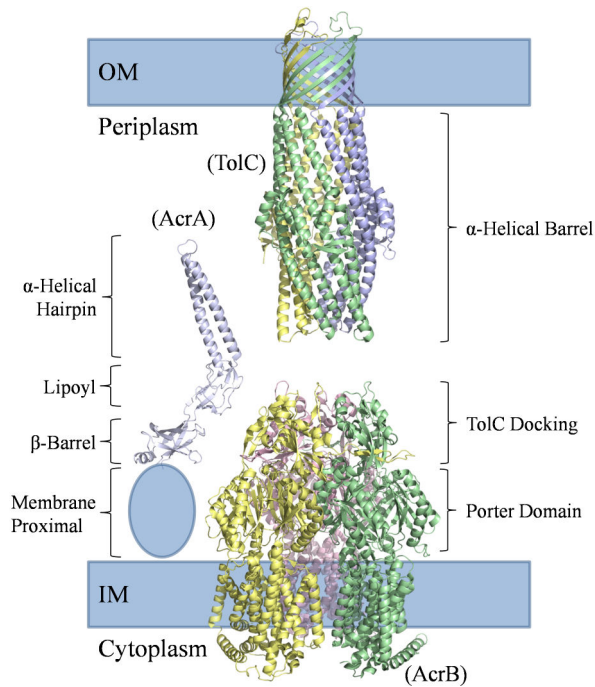 OM
Periplasm
(TolC)
(AcrA)
α-Helical Barrel
α-Helical
Hairpin
Lipoyl
β-Barrel
Membrane
Proximal
TolC Docking
Porter Domain
IM
Cytoplasm
(AcrB)